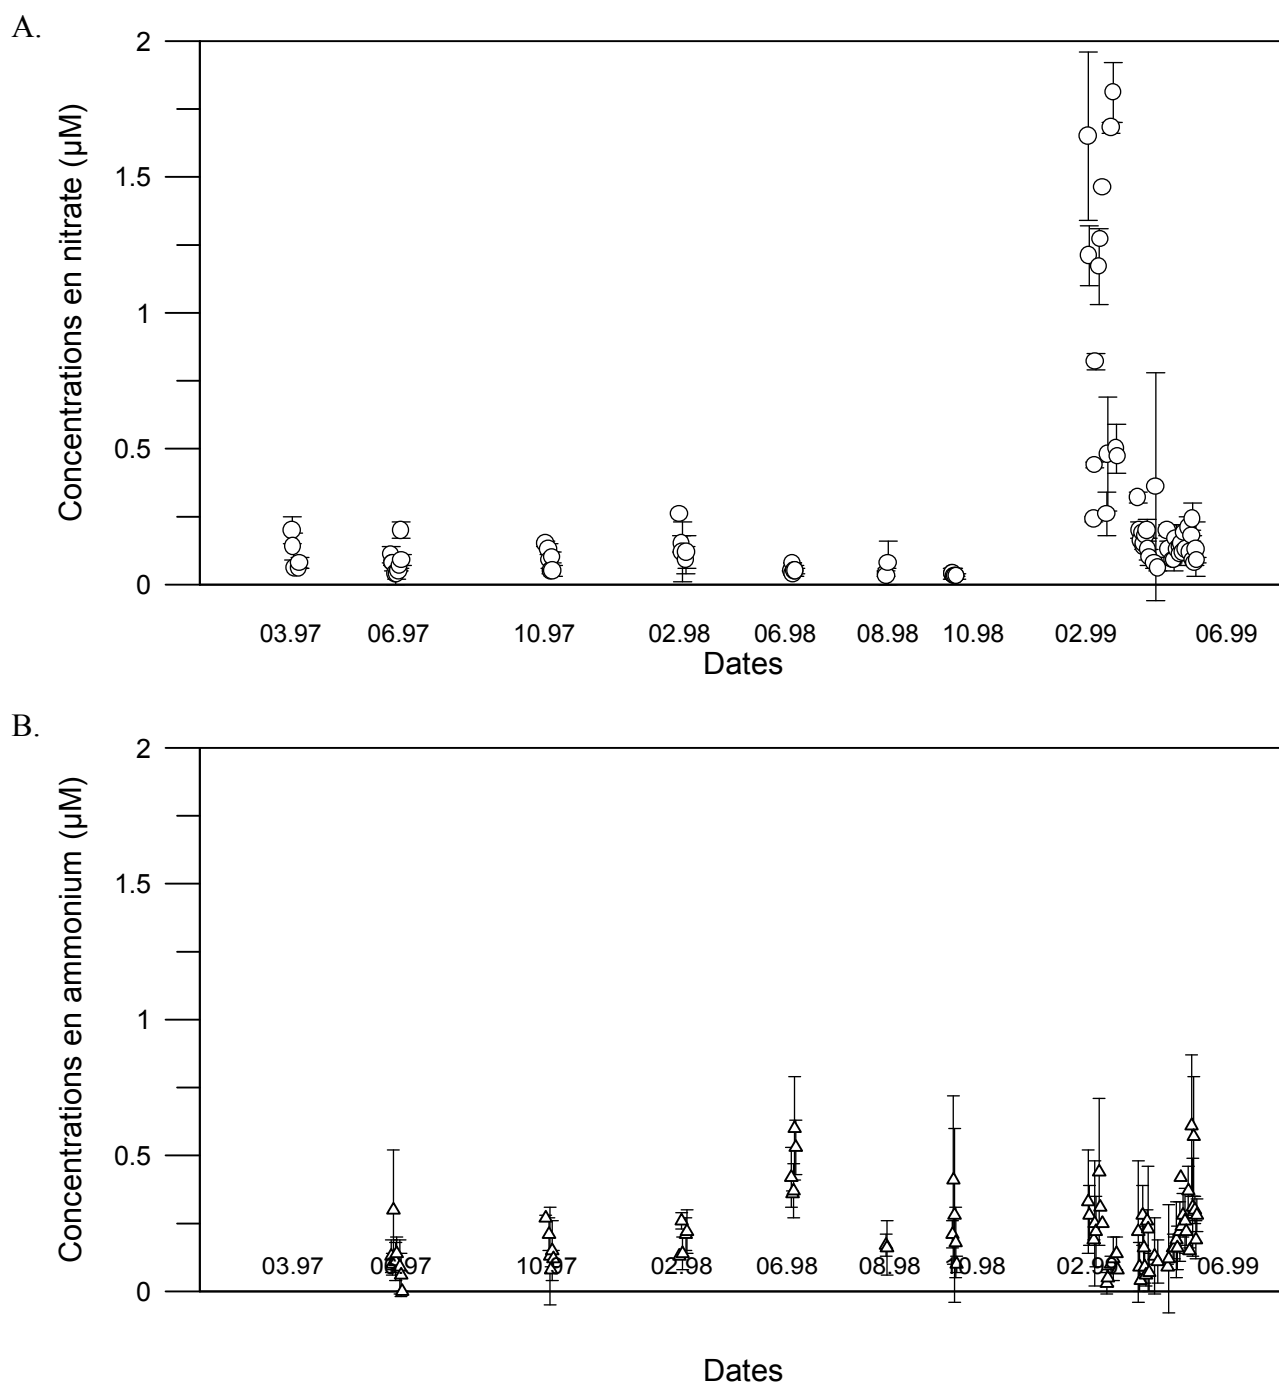 A.
Concentrations en nitrate (µM)
2
1.5
1
0.5
0
03.97 06.97 10.97 02.98 06.98 08.98 10.98 02.99 06.99
Dates
B.
Concentrations en ammonium (µM)
2
1.5
1
0.5
0
03.97 06.97 10.97 02.98 06.98 08.98 10.98 02.99 06.99
Dates